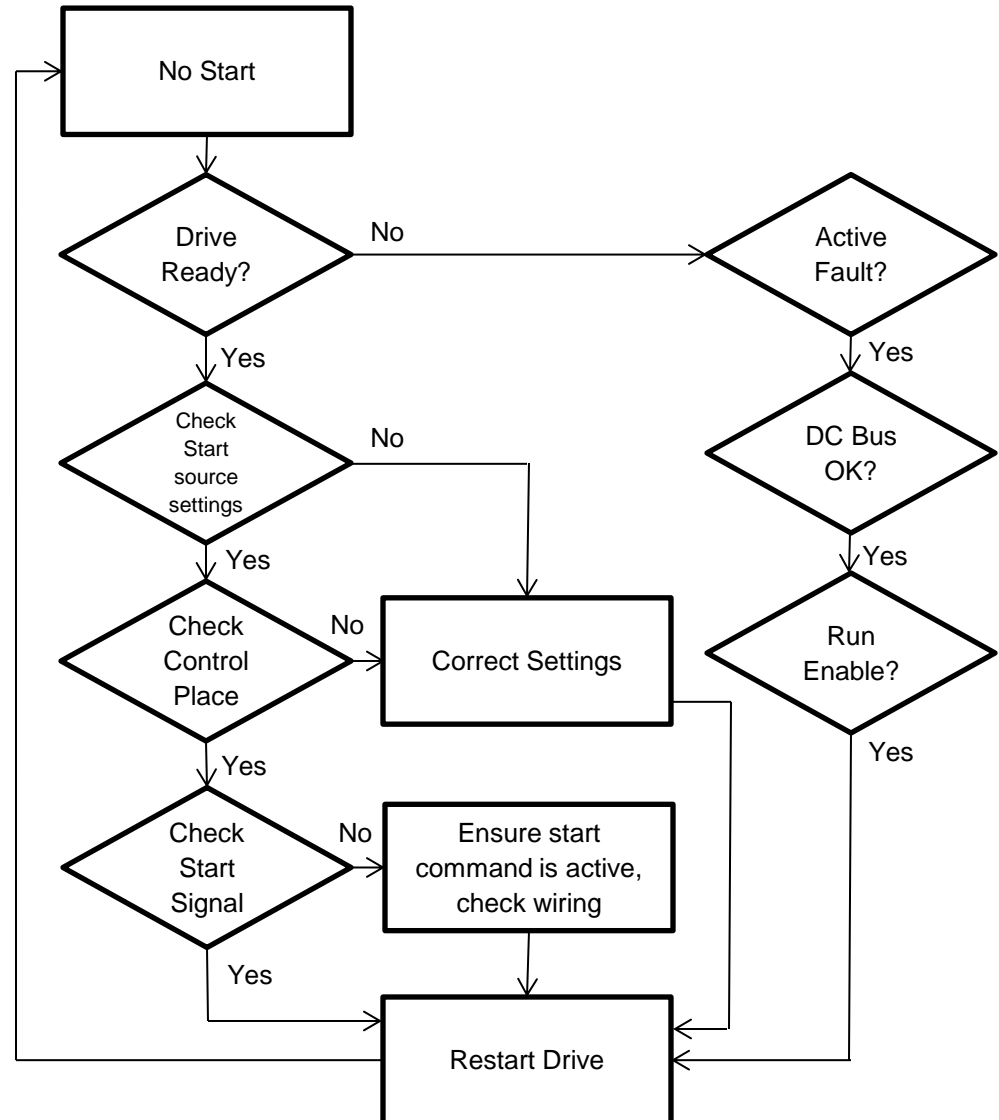 No Start
Drive
Ready?
No
Active
Fault?
Yes
Yes
Check
Start
source
settings
No
DC Bus
OK?
Yes
Yes
Check
Control
Place
No
Correct Settings
Run
Enable?
Yes
Yes
Check
Start
Signal
No
Ensure start
command is active,
check wiring
Yes
Restart Drive